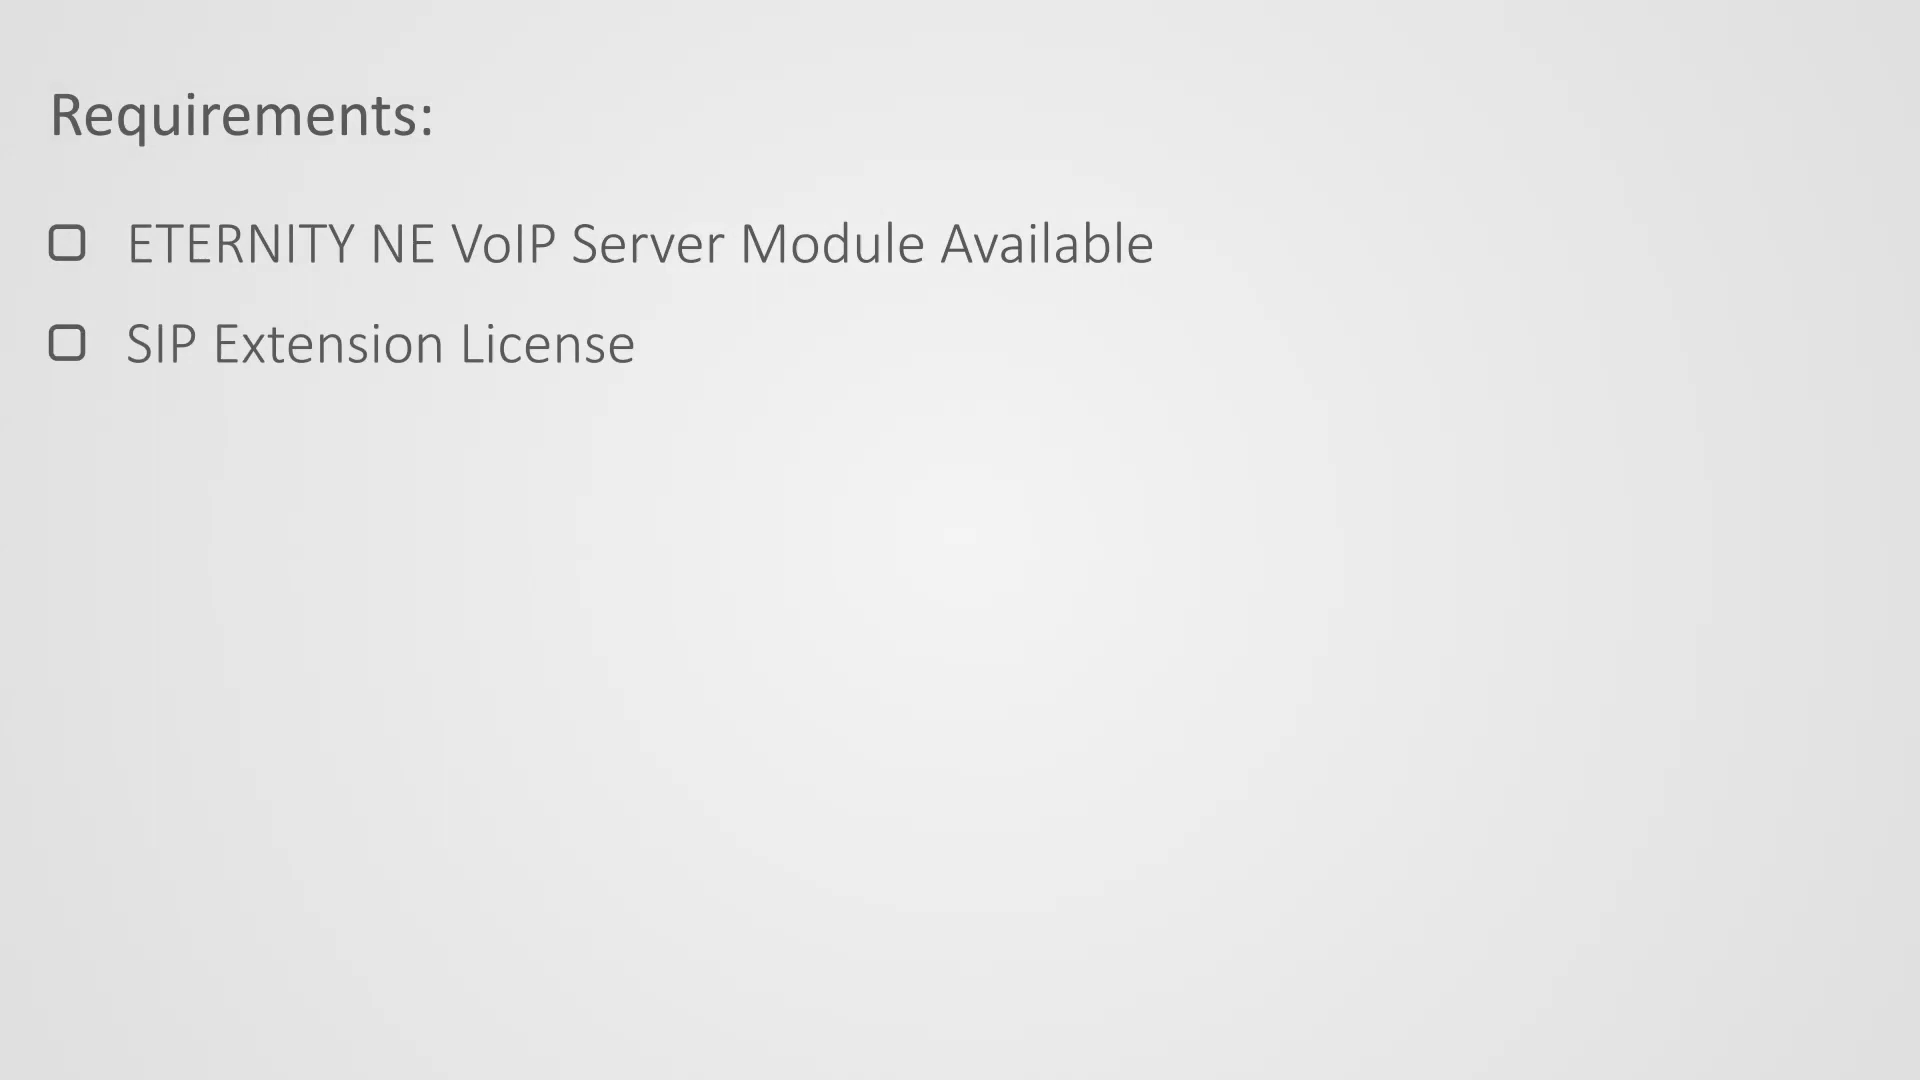 Requirements:
ETERNITY NE VoIP Server Module Available
SIP Extension License